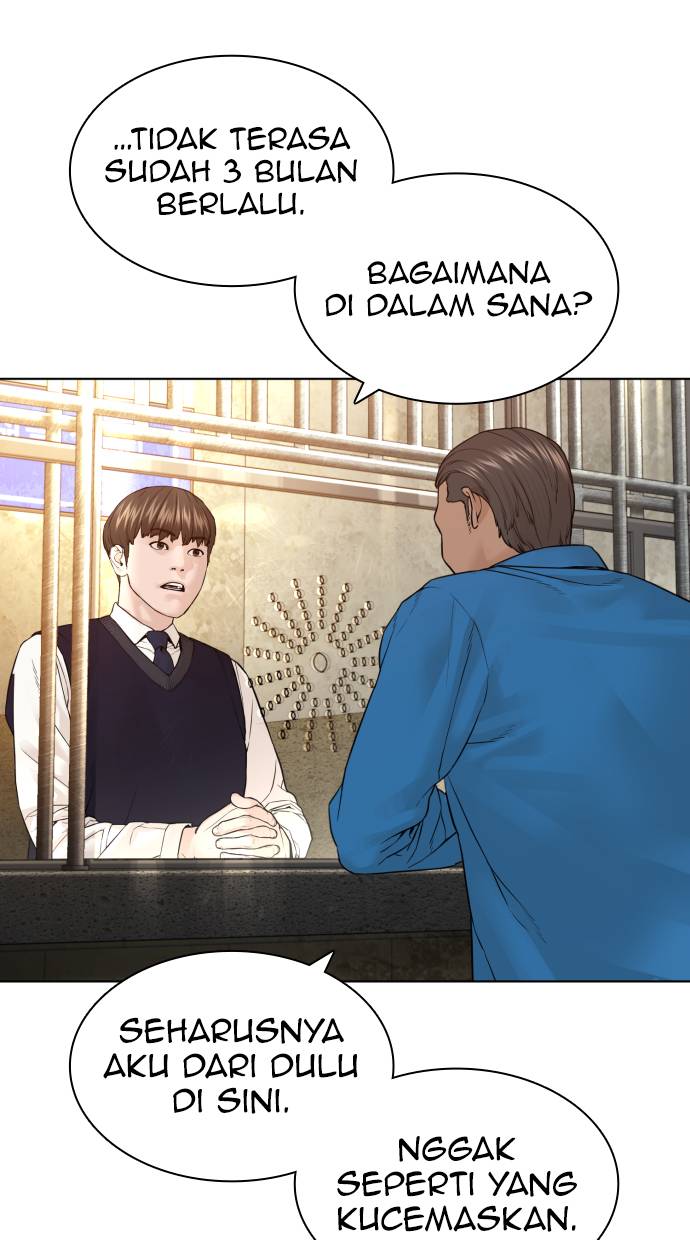 ...TIDAK TERASA
SUDAH 3 BULAN
BERLALU.
BAGAIMANA
DI DALAM SANA?
SEHARUSNYA
AKU DARI DULU
DI SINI.
NGGAK
SEPERTI YANG
KUCEMASKAN.